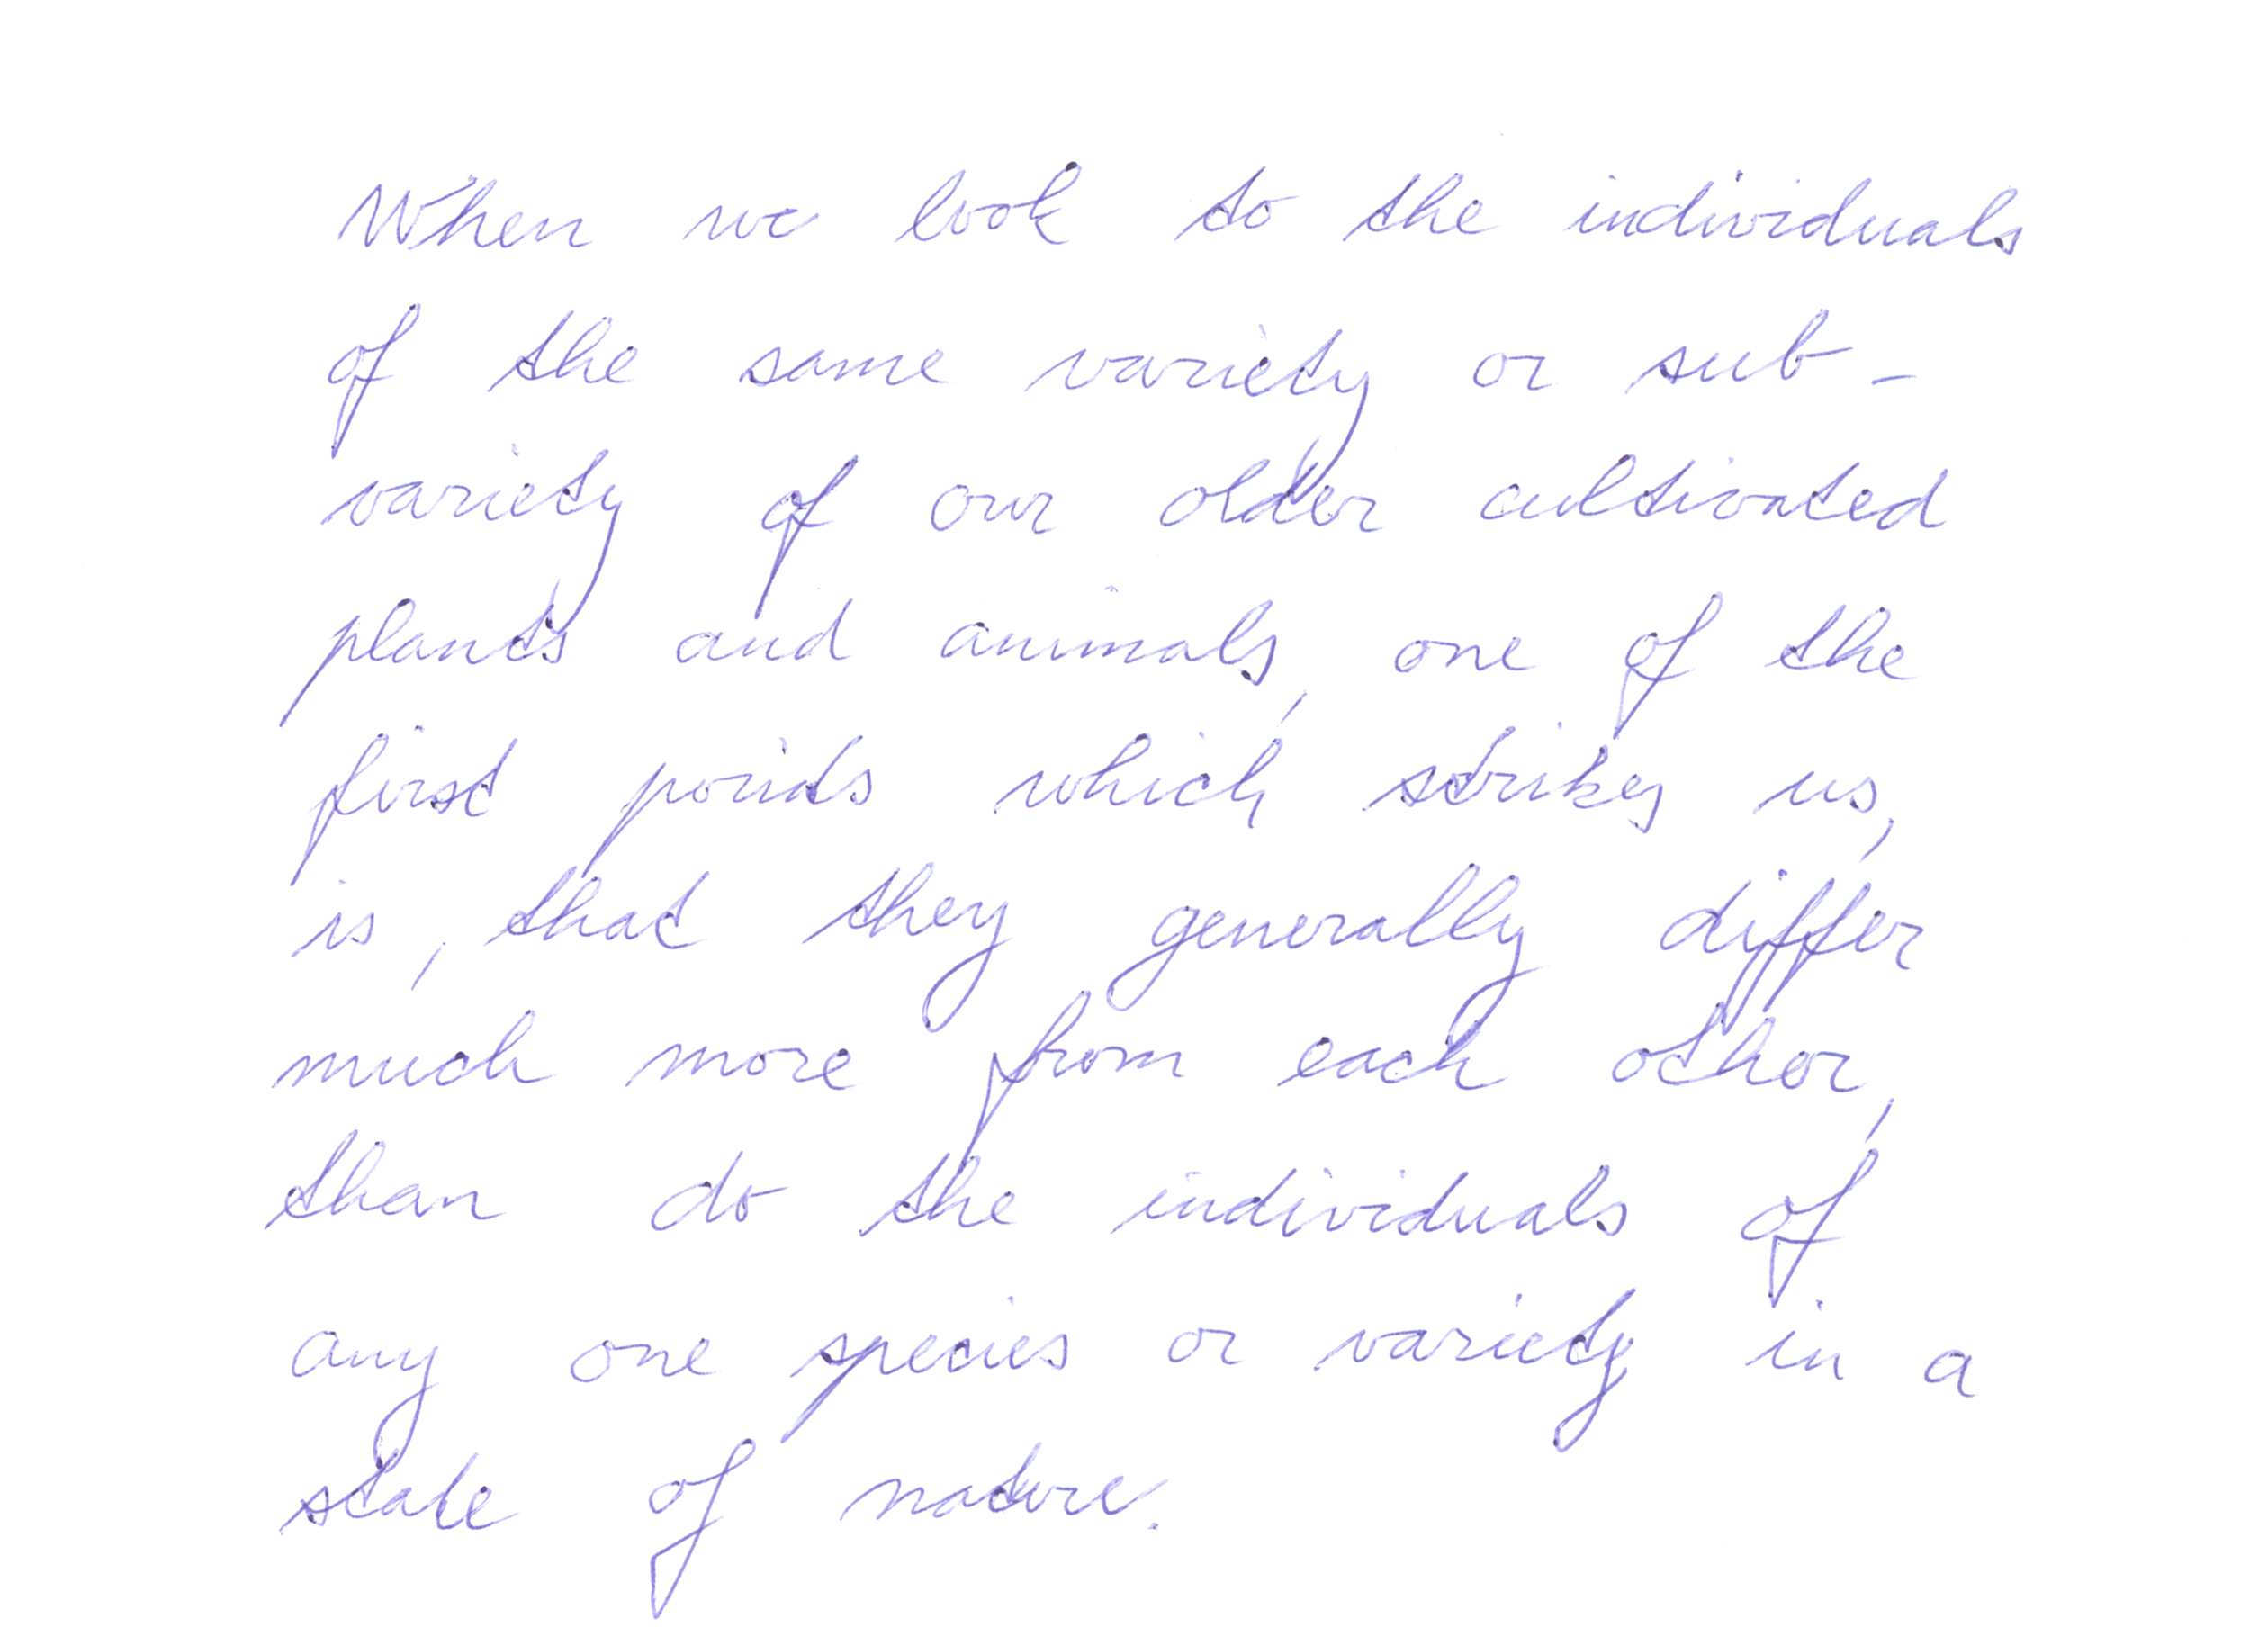 When we look to the individuals
of the same variety or sub-
variety of our older cultivated
plants and animals, one of the
first points which strikes us,
is, that they generally differ
much more from each other,
than do the individuals of
any one species or variety in a
state of nature.